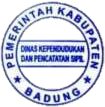 PEMERINTAH KABUPATEN
DINAS KEPENDUDUKAN
DAN PENCATATAN SIPIL
* BADUNG *